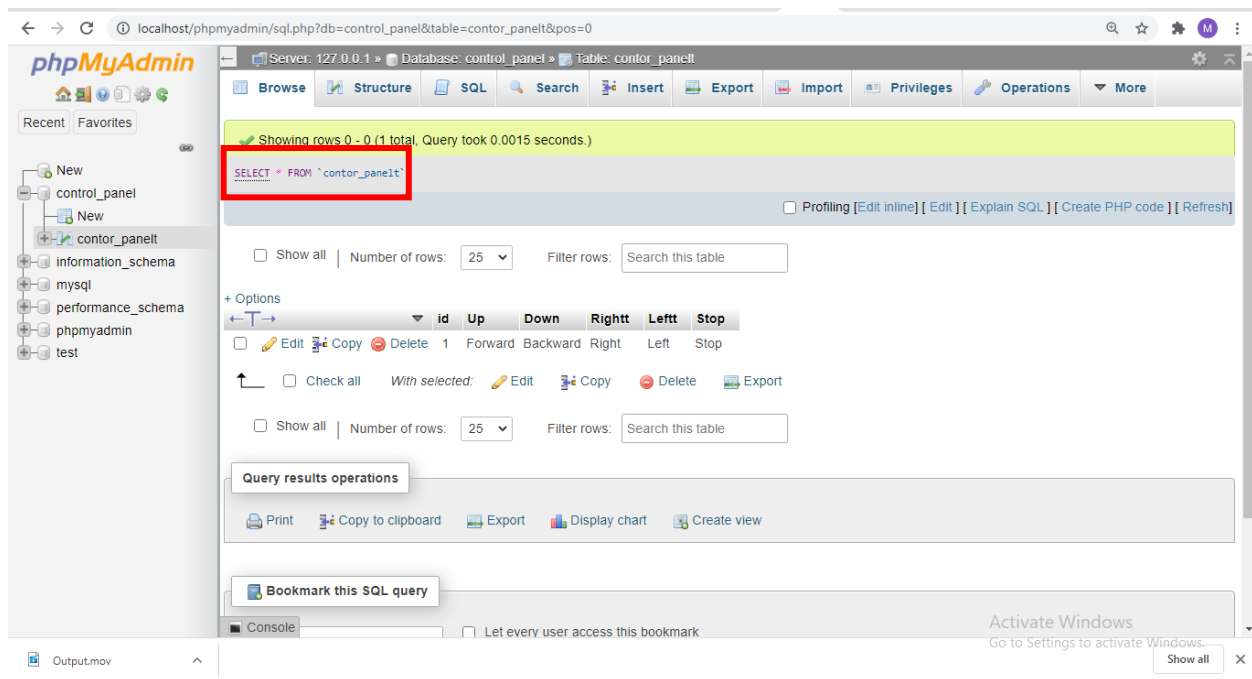 localhost/phpmyadmin/sql.php?db=control_panel&table=contor_panelt&pos=0
M
phpMyAdmin
Recent Favorites
New
control_panel
New
contor_panelt
information_schema
mysql
performance_schema
phpmyadmin
test
Server: 127.0.0.1 » Database: control_panel » Table: contor_panelt
Browse Structure SQL Search Insert Export Import Privileges Operations More
Showing rows 0 - 0 (1 total, Query took 0.0015 seconds.)
SELECT * FROM `contor_panelt`
Profiling [Edit inline] [ Edit ] [ Explain SQL ] [ Create PHP code ] [ Refresh]
Show all | Number of rows: 25 Filter rows: Search this table
+ Options
←T→ id Up Down Rightt Leftt Stop
Edit Copy Delete 1 Forward Backward Right Left Stop
Check all With selected: Edit Copy Delete Export
Show all | Number of rows: 25 Filter rows: Search this table
Query results operations
Print Copy to clipboard Export Display chart Create view
Bookmark this SQL query
Console
Let every user access this bookmark
Activate Windows
Go to Settings to activate Windows.
Output.mov
Show all